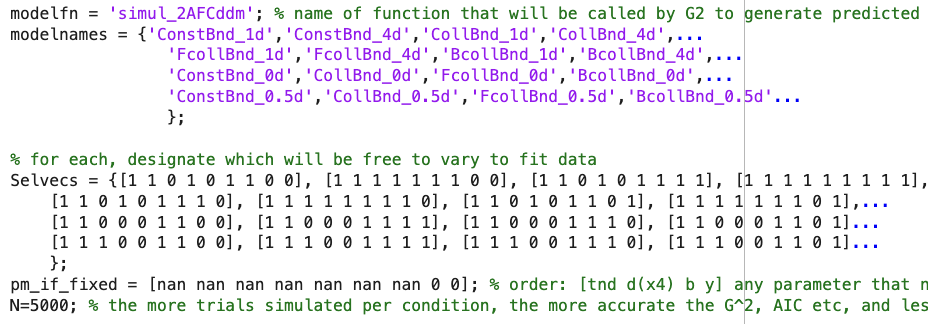 modelfn = 'simul_2AFCddm'; % name of function that will be called by G2 to generate predicted
modelnames = {'ConstBnd_1d','ConstBnd_4d','CollBnd_1d','CollBnd_4d',...
'FcollBnd_1d','FcollBnd_4d','BcollBnd_1d','BcollBnd_4d',...
'ConstBnd_0d','CollBnd_0d','FcollBnd_0d','BcollBnd_0d',...
'ConstBnd_0.5d','CollBnd_0.5d','FcollBnd_0.5d','BcollBnd_0.5d'...
};
% for each, designate which will be free to vary to fit data
Selvecs = {[1 1 0 1 0 1 1 0 0], [1 1 1 1 1 1 1 0 0], [1 1 0 1 0 1 1 1 1], [1 1 1 1 1 1 1 1 1],
[1 1 0 1 0 1 1 1 0], [1 1 1 1 1 1 1 1 0], [1 1 0 1 0 1 1 0 1], [1 1 1 1 1 1 1 0 1],...
[1 1 0 0 0 1 1 0 0], [1 1 0 0 0 1 1 1 1], [1 1 0 0 0 1 1 1 0], [1 1 0 0 0 1 1 0 1]...
[1 1 1 0 0 1 1 0 0], [1 1 1 0 0 1 1 1 1], [1 1 1 0 0 1 1 1 0], [1 1 1 0 0 1 1 0 1]...
};
pm_if_fixed = [nan nan nan nan nan nan nan 0 0]; % order: [tnd d(x4) b y] any parameter that n
N=5000; % the more trials simulated per condition, the more accurate the G^2, AIC etc, and les